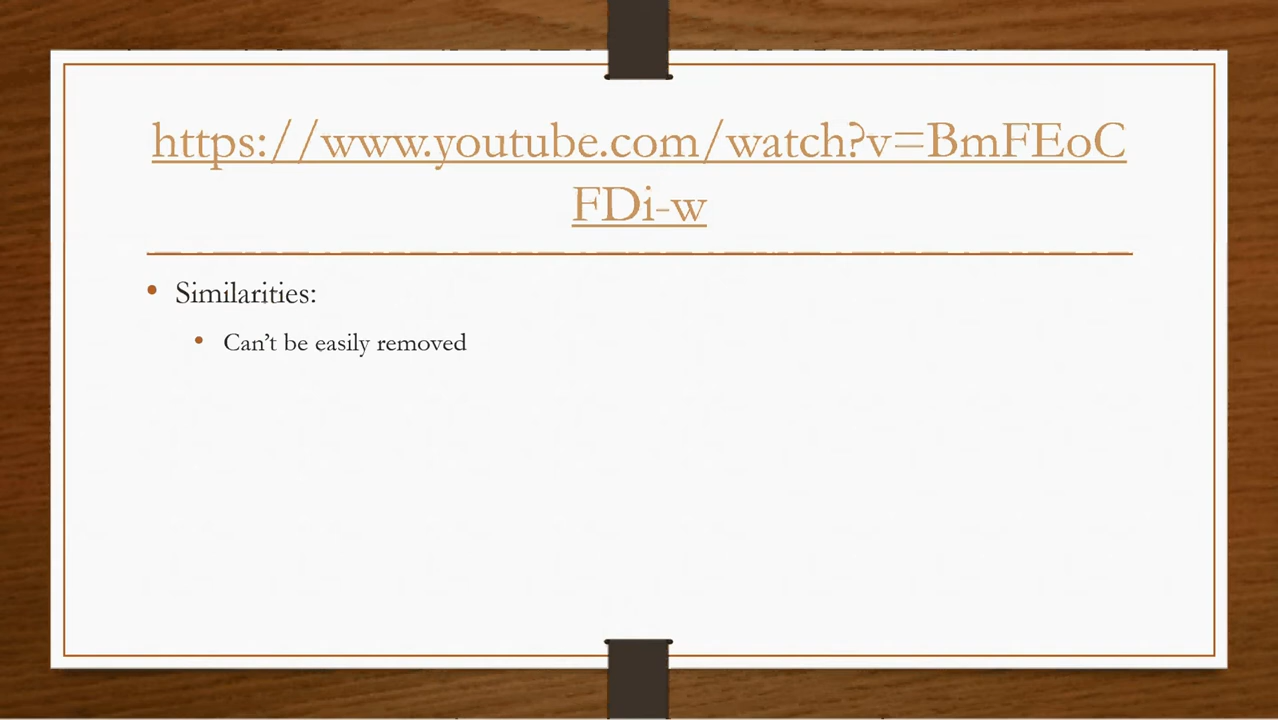 https://www.youtube.com/watch?v=BmFEoC
FDi-w
• Similarities:
• Can’t be easily removed